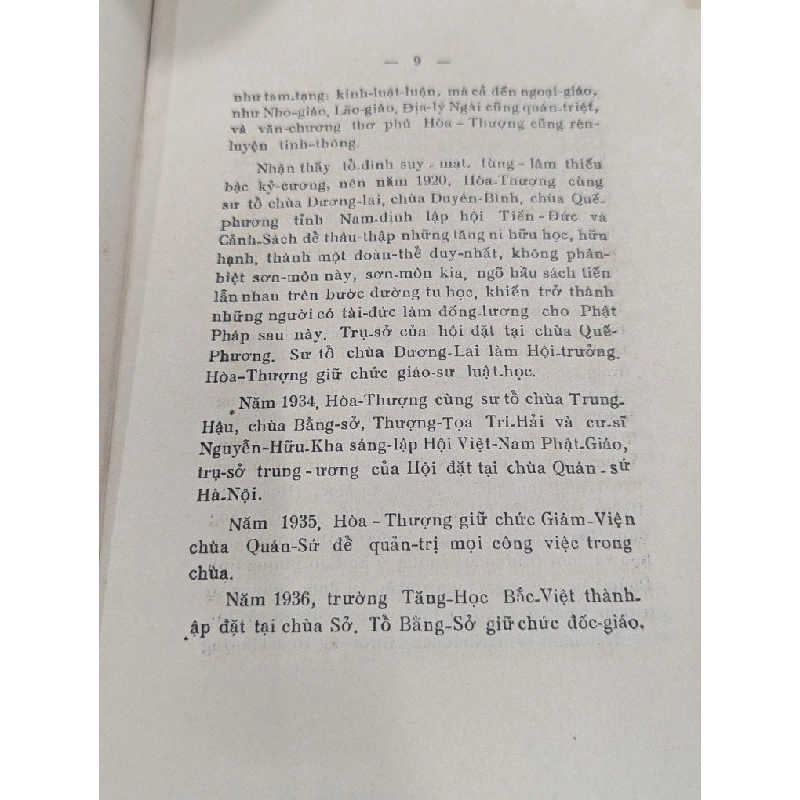 — 9 —
như tam-tạng: kinh-luật-luận, mà cả đến ngoại-giáo,
như Nho-giáo, Lão-giáo, Địa-lý Ngài cũng quán-triệt,
và văn-chương thơ phú Hòa-Thượng cũng rèn-
luyện tinh-thông.
Nhận thấy tổ-đình suy-mạt, tùng-lâm thiếu
bậc kỷ-cương, nên năm 1920, Hòa-Thượng cùng
sư tổ chùa Dương-lai, chùa Duyên-Bình, chùa Quế-
phương tỉnh Nam-định lập hội Tiến-Đức và
Cảnh-Sách để thâu-thập những tăng ni hữu học, hữu
hạnh, thành một đoàn-thể duy-nhất, không phân-
biệt sơn-môn này, sơn-môn kia, ngõ hầu sách tiến
lẫn nhau trên bước đường tu học, khiến trở thành
những người có tài-đức làm đống-lương cho Phật
Pháp sau này. Trụ-sở của hội đặt tại chùa Quế-
Phương. Sư tổ chùa Dương-Lai làm Hội-trưởng.
Hòa-Thượng giữ chức giáo-sư luật-học.
Năm 1934, Hòa-Thượng cùng sư tổ chùa Trung-
Hậu, chùa Bằng-sở, Thượng-Tọa Trí-Hải và cư-sĩ
Nguyễn-Hữu-Kha sáng-lập Hội Việt-Nam Phật-Giáo,
trụ-sở trung-ương của Hội đặt tại chùa Quán-sứ
Hà-Nội.
Năm 1935, Hòa-Thượng giữ chức Giám-Viện
chùa Quán-Sứ để quản-trị mọi công việc trong
chùa.
Năm 1936, trường Tăng-Học Bắc-Việt thành-
ập đặt tại chùa Sở. Tổ Bằng-Sở giữ chúc đốc-giáo.